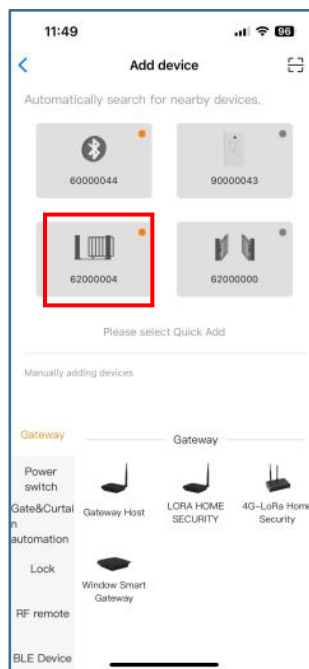 11:49
96
Add device
Automatically search for nearby devices.
60000044
90000043
62000004
62000000
Please select Quick Add
Manually adding devices
Gateway
Gateway
Power
switch
Gate&Curtai
n
automation
Lock
RF remote
BLE Device
Gateway Host
LORA HOME
SECURITY
4G-LoRa Home
Security
Window Smart
Gateway